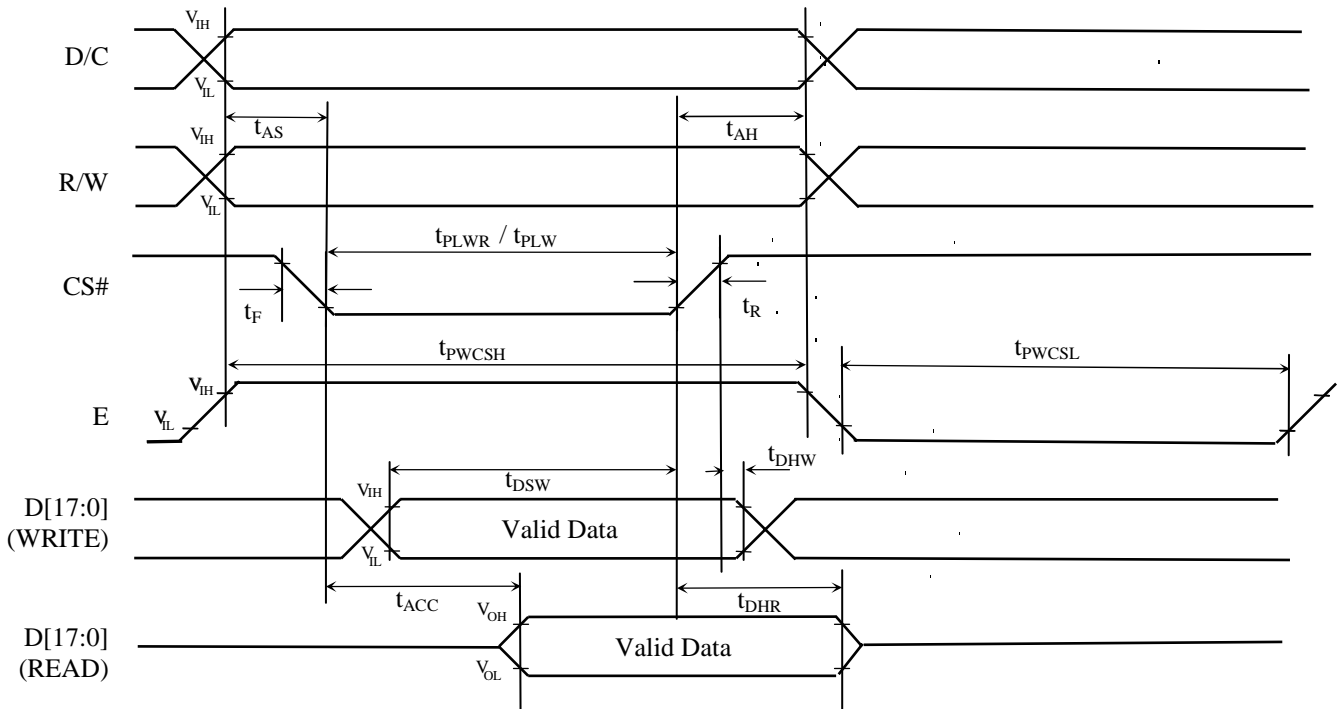 V_IH
D/C
V_IL
t_AS
t_AH
V_IH
R/W
V_IL
t_PLWR / t_PLW
CS#
t_F
t_R
t_PWCSH
t_PWCSL
V_IH
E
V_IL
t_DHW
t_DSW
V_IH
D[17:0]
(WRITE)
Valid Data
V_IL
t_ACC
t_DHR
V_OH
D[17:0]
(READ)
Valid Data
V_OL